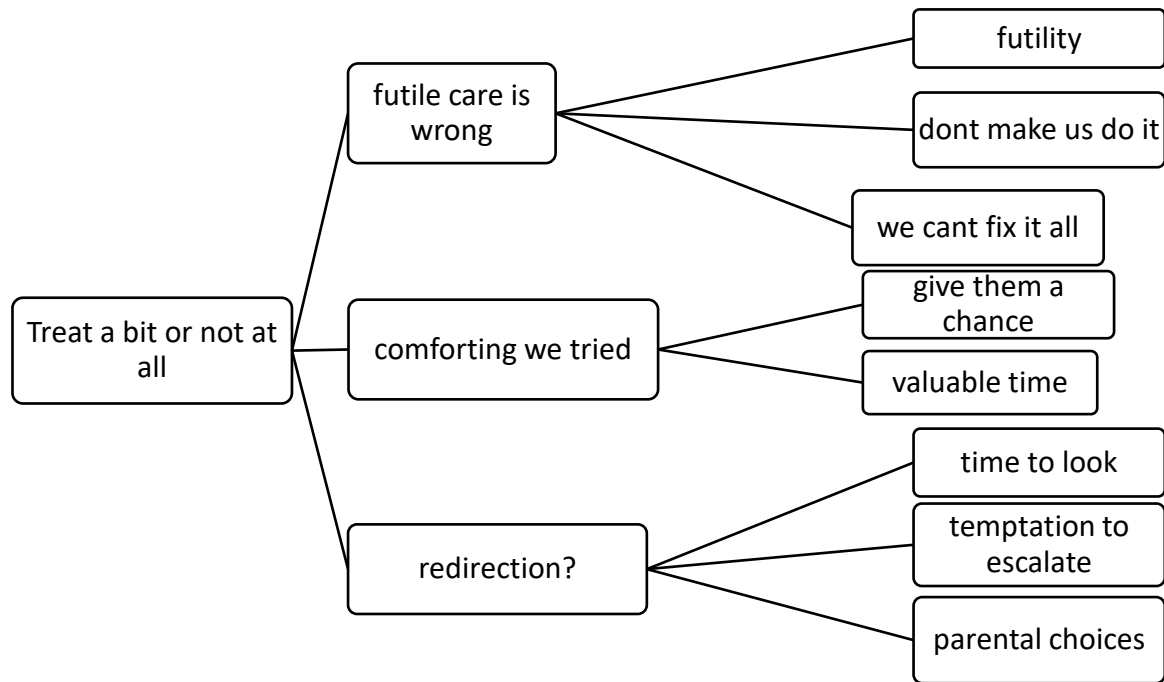 Treat a bit or not at
all
futile care is
wrong
futility
dont make us do it
we cant fix it all
comforting we tried
give them a
chance
valuable time
redirection?
time to look
temptation to
escalate
parental choices